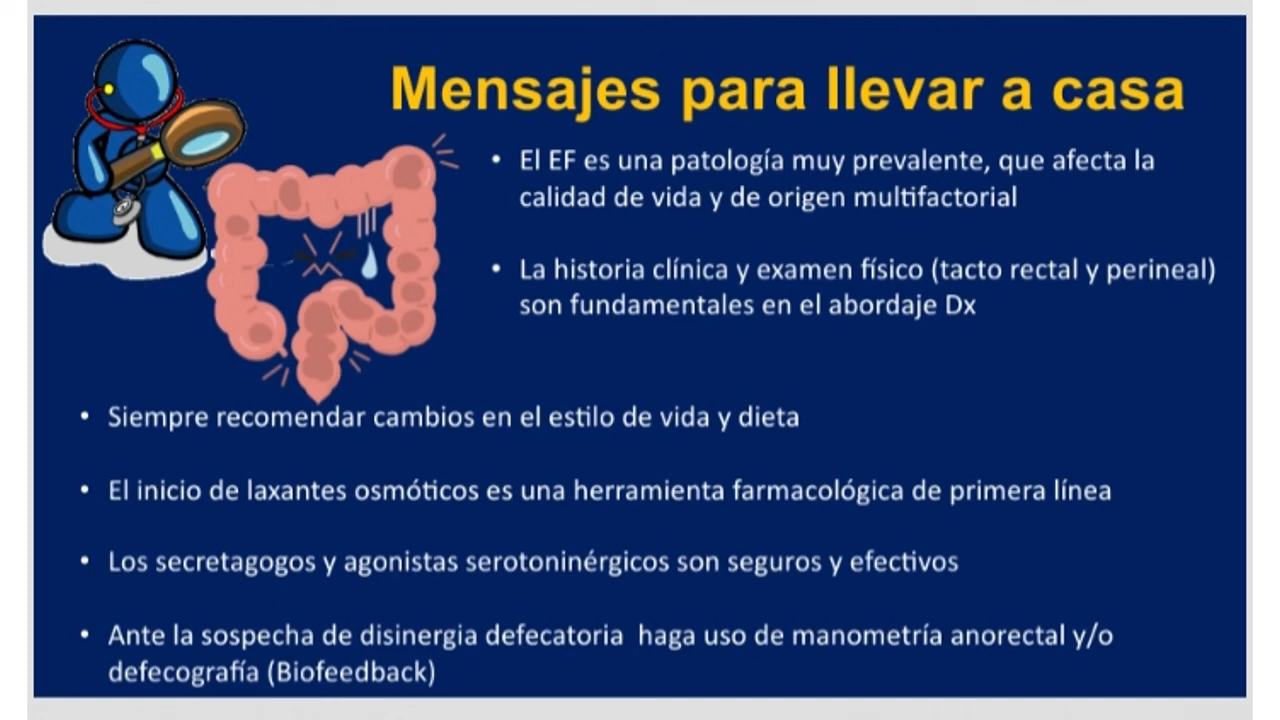 Mensajes para llevar a casa
• El EF es una patología muy prevalente, que afecta la
calidad de vida y de origen multifactorial
• La historia clínica y examen físico (tacto rectal y perineal)
son fundamentales en el abordaje Dx
• Siempre recomendar cambios en el estilo de vida y dieta
• El inicio de laxantes osmóticos es una herramienta farmacológica de primera línea
• Los secretagogos y agonistas serotoninérgicos son seguros y efectivos
• Ante la sospecha de disinergia defecatoria  haga uso de manometría anorectal y/o
defecografía (Biofeedback)